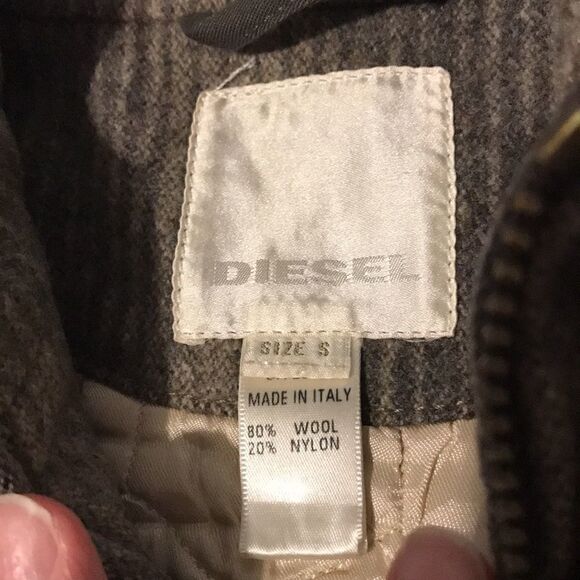 DIESEL
SIZE S
MADE IN ITALY
80% WOOL
20% NYLON